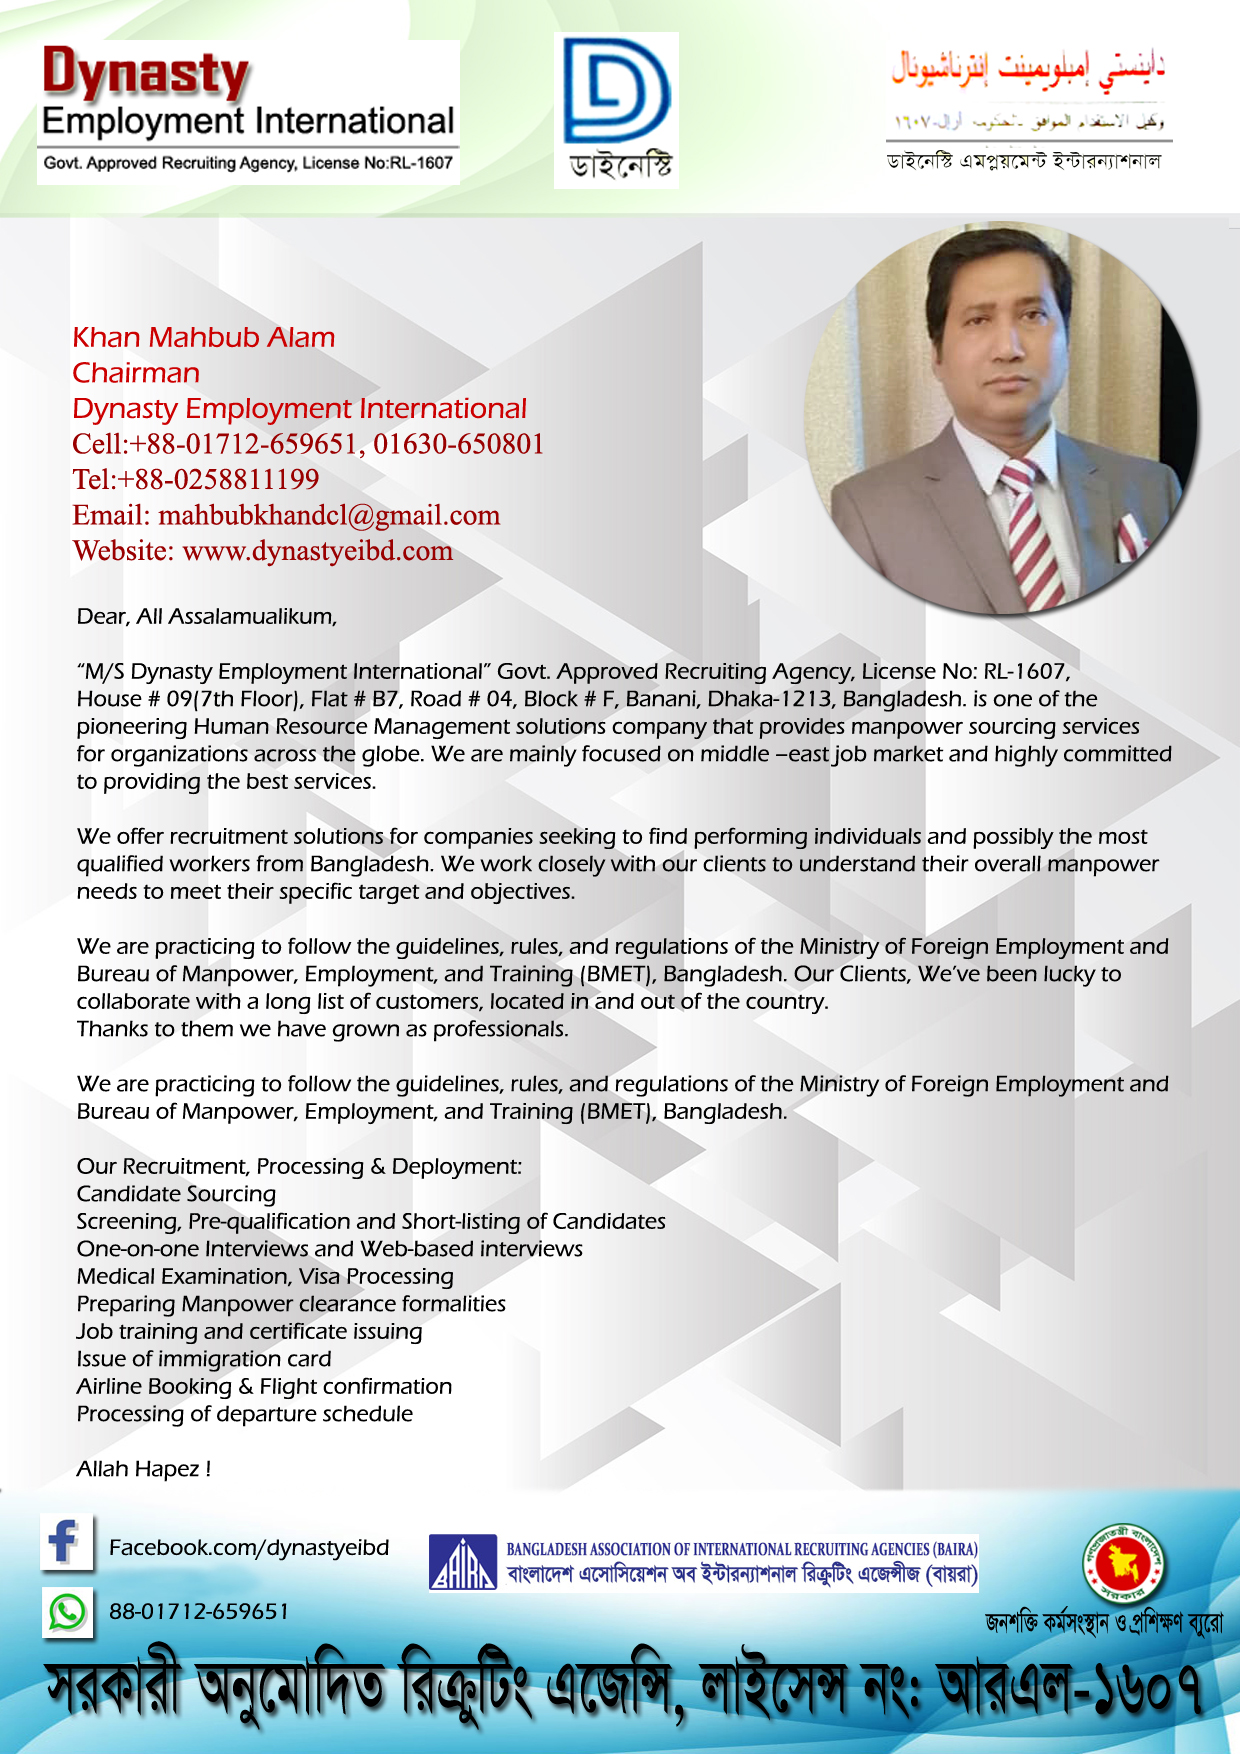 Dynasty
Employment International
Govt. Approved Recruiting Agency, License No:RL-1607
ডাইনেস্টি
داينستي إمبلويمينت إنترناشيونال
وكيل الاستقدام الموافق الحكومية أرإل-١٦٠٧
ডাইনেস্টি এমপ্লয়মেন্ট ইন্টারন্যাশনাল
Khan Mahbub Alam
Chairman
Dynasty Employment International
Cell:+88-01712-659651, 01630-650801
Tel:+88-0258811199
Email: mahbubkhandcl@gmail.com
Website: www.dynastyeibd.com
Dear, All Assalamualikum,
“M/S Dynasty Employment International” Govt. Approved Recruiting Agency, License No: RL-1607,
House # 09(7th Floor), Flat # B7, Road # 04, Block # F, Banani, Dhaka-1213, Bangladesh. is one of the
pioneering Human Resource Management solutions company that provides manpower sourcing services
for organizations across the globe. We are mainly focused on middle –east job market and highly committed
to providing the best services.
We offer recruitment solutions for companies seeking to find performing individuals and possibly the most
qualified workers from Bangladesh. We work closely with our clients to understand their overall manpower
needs to meet their specific target and objectives.
We are practicing to follow the guidelines, rules, and regulations of the Ministry of Foreign Employment and
Bureau of Manpower, Employment, and Training (BMET), Bangladesh. Our Clients, We’ve been lucky to
collaborate with a long list of customers, located in and out of the country.
Thanks to them we have grown as professionals.
We are practicing to follow the guidelines, rules, and regulations of the Ministry of Foreign Employment and
Bureau of Manpower, Employment, and Training (BMET), Bangladesh.
Our Recruitment, Processing & Deployment:
Candidate Sourcing
Screening, Pre-qualification and Short-listing of Candidates
One-on-one Interviews and Web-based interviews
Medical Examination, Visa Processing
Preparing Manpower clearance formalities
Job training and certificate issuing
Issue of immigration card
Airline Booking & Flight confirmation
Processing of departure schedule
Allah Hapez !
Facebook.com/dynastyeibd
88-01712-659651
BAIRA
BANGLADESH ASSOCIATION OF INTERNATIONAL RECRUITING AGENCIES (BAIRA)
বাংলাদেশ এসোসিয়েশন অব ইন্টারন্যাশনাল রিক্রুটিং এজেন্সীজ (বায়রা)
গণপ্রজাতন্ত্রী বাংলাদেশ
সরকার
জনশক্তি কর্মসংস্থান ও প্রশিক্ষণ ব্যুরো
সরকারী অনুমোদিত রিক্রুটিং এজেন্সি, লাইসেন্স নং: আরএল-১৬০৭